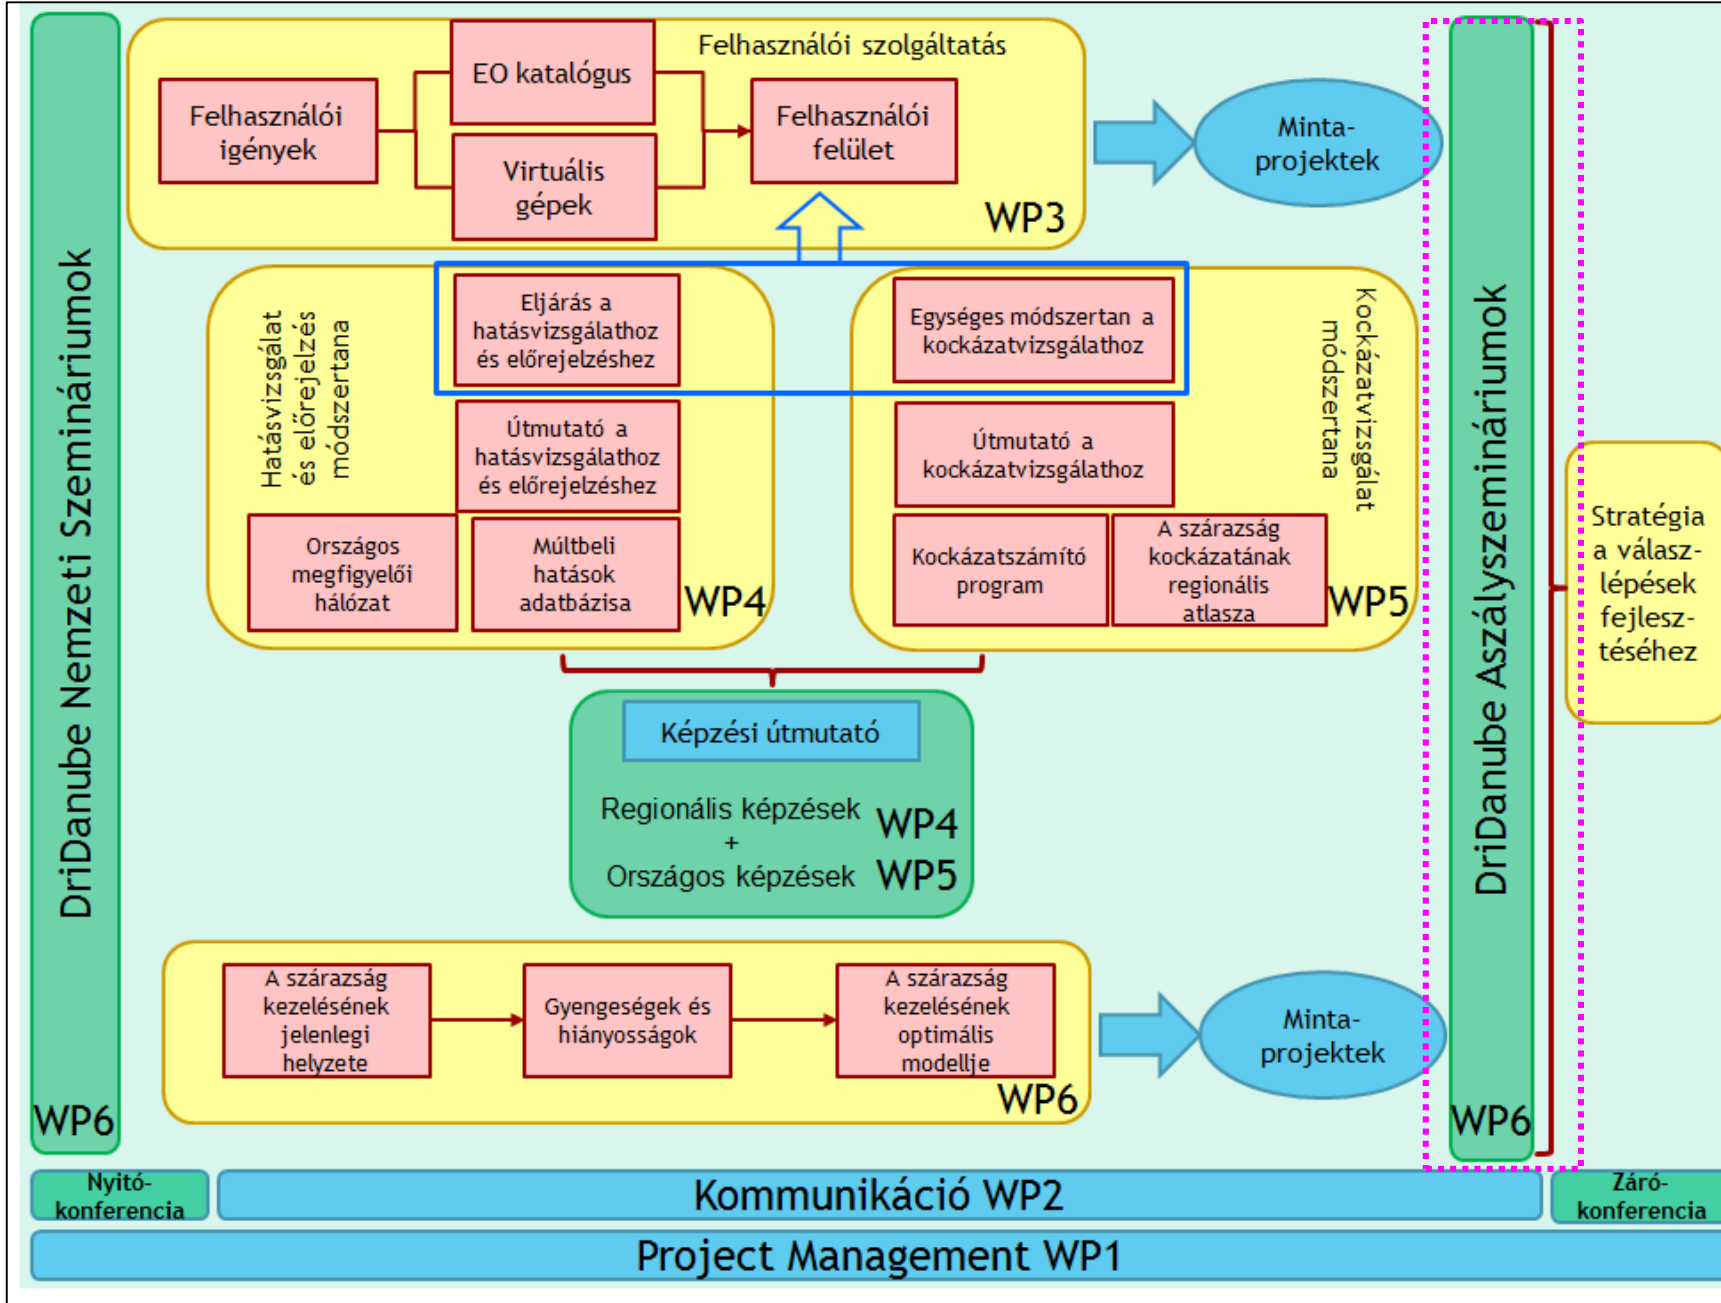 DriDanube Nemzeti Szemináriumok
WP6
Felhasználói szolgáltatás
Felhasználói
igények
EO katalógus
Virtuális
gépek
Felhasználói
felület
WP3
Minta-
projektek
Hatásvizsgálat
és előrejelzés
módszertana
Eljárás a
hatásvizsgálathoz
és előrejelzéshez
Útmutató a
hatásvizsgálathoz
és előrejelzéshez
Országos
megfigyelői
hálózat
Múltbeli
hatások
adatbázisa
WP4
Egységes módszertan a
kockázatvizsgálathoz
Útmutató a
kockázatvizsgálathoz
Kockázatszámító
program
A szárazság
kockázatának
regionális
atlasza
Kockázatvizsgálat
módszertana
WP5
Képzési útmutató
Regionális képzések
+
Országos képzések
WP4
WP5
A szárazság
kezelésének
jelenlegi
helyzete
Gyengeségek és
hiányosságok
A szárazság
kezelésének
optimális
modellje
WP6
Minta-
projektek
DriDanube Aszályszemináriumok
WP6
Stratégia
a válasz-
lépések
fejlesz-
téséhez
Nyitó-
konferencia
Kommunikáció WP2
Záró-
konferencia
Project Management WP1